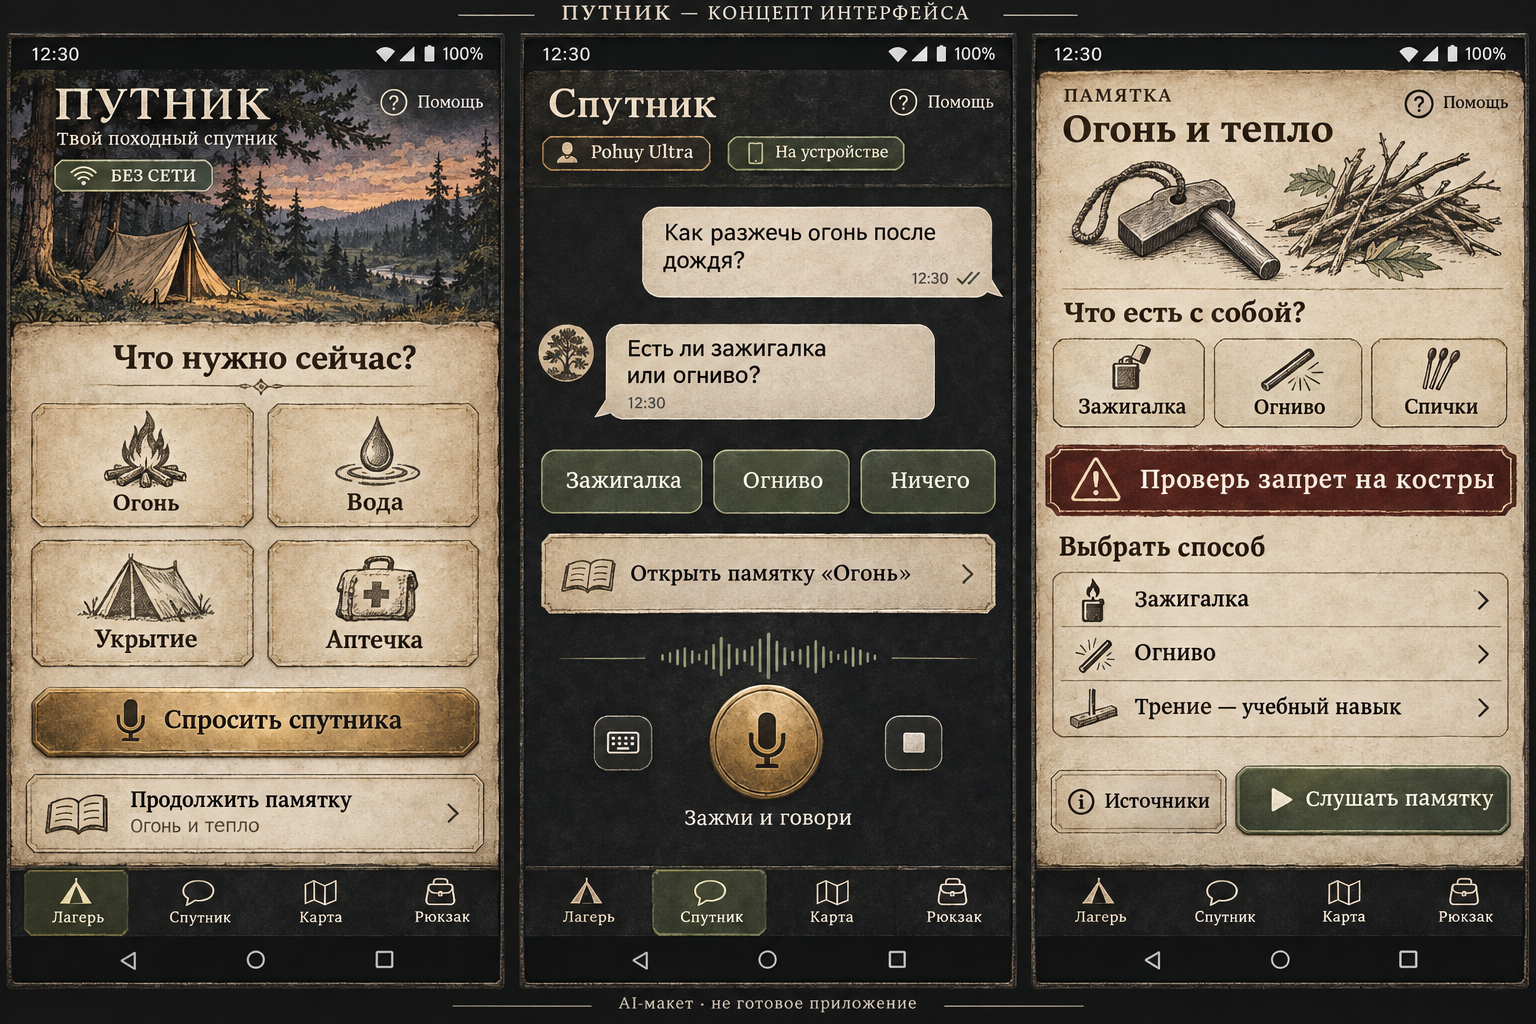 ПУТНИК — КОНЦЕПТ ИНТЕРФЕЙСА
12:30
100%
ПУТНИК
Помощь
Твой походный спутник
БЕЗ СЕТИ
Что нужно сейчас?
Огонь
Вода
Укрытие
Аптечка
Спросить спутника
Продолжить памятку
Огонь и тепло
Лагерь
Спутник
Карта
Рюкзак
12:30
100%
Спутник
Помощь
Pohuy Ultra
На устройстве
Как разжечь огонь после
дождя?
12:30
Есть ли зажигалка
или огниво?
12:30
Зажигалка
Огниво
Ничего
Открыть памятку «Огонь»
Зажми и говори
Лагерь
Спутник
Карта
Рюкзак
12:30
100%
ПАМЯТКА
Помощь
Огонь и тепло
Что есть с собой?
Зажигалка
Огниво
Спички
Проверь запрет на костры
Выбрать способ
Зажигалка
Огниво
Трение — учебный навык
Источники
Слушать памятку
Лагерь
Спутник
Карта
Рюкзак
AI-макет · не готовое приложение